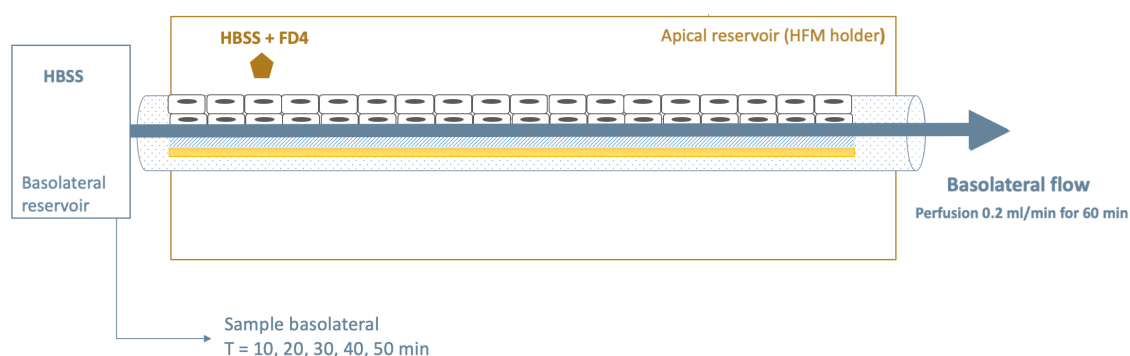 HBSS + FD4
Apical reservoir (HFM holder)
HBSS
Basolateral
reservoir
Basolateral flow
Perfusion 0.2 ml/min for 60 min
Sample basolateral
T = 10, 20, 30, 40, 50 min